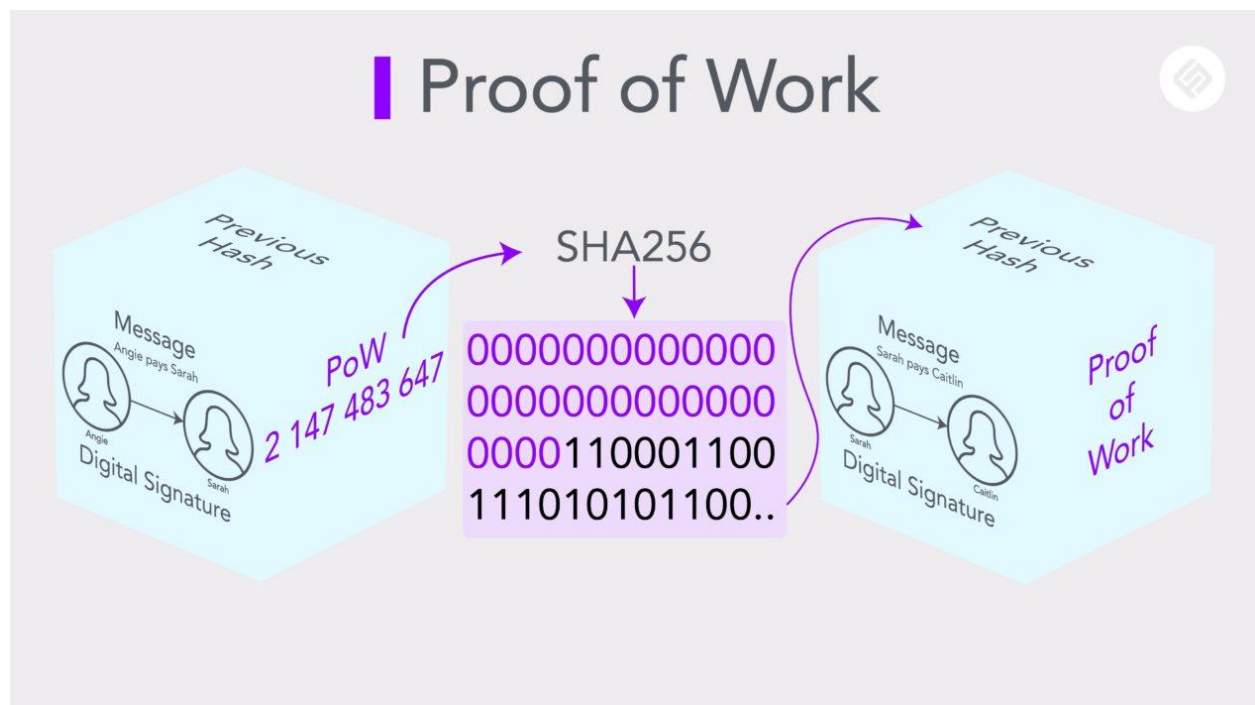 Proof of Work
Previous
Hash
Message
Angie pays Sarah
Angie
Sarah
Digital Signature
PoW
2 147 483 647
SHA256
0000000000000
0000000000000
0000110001100
111010101100..
Previous
Hash
Message
Sarah pays Caitlin
Sarah
Caitlin
Digital Signature
Proof
of
Work